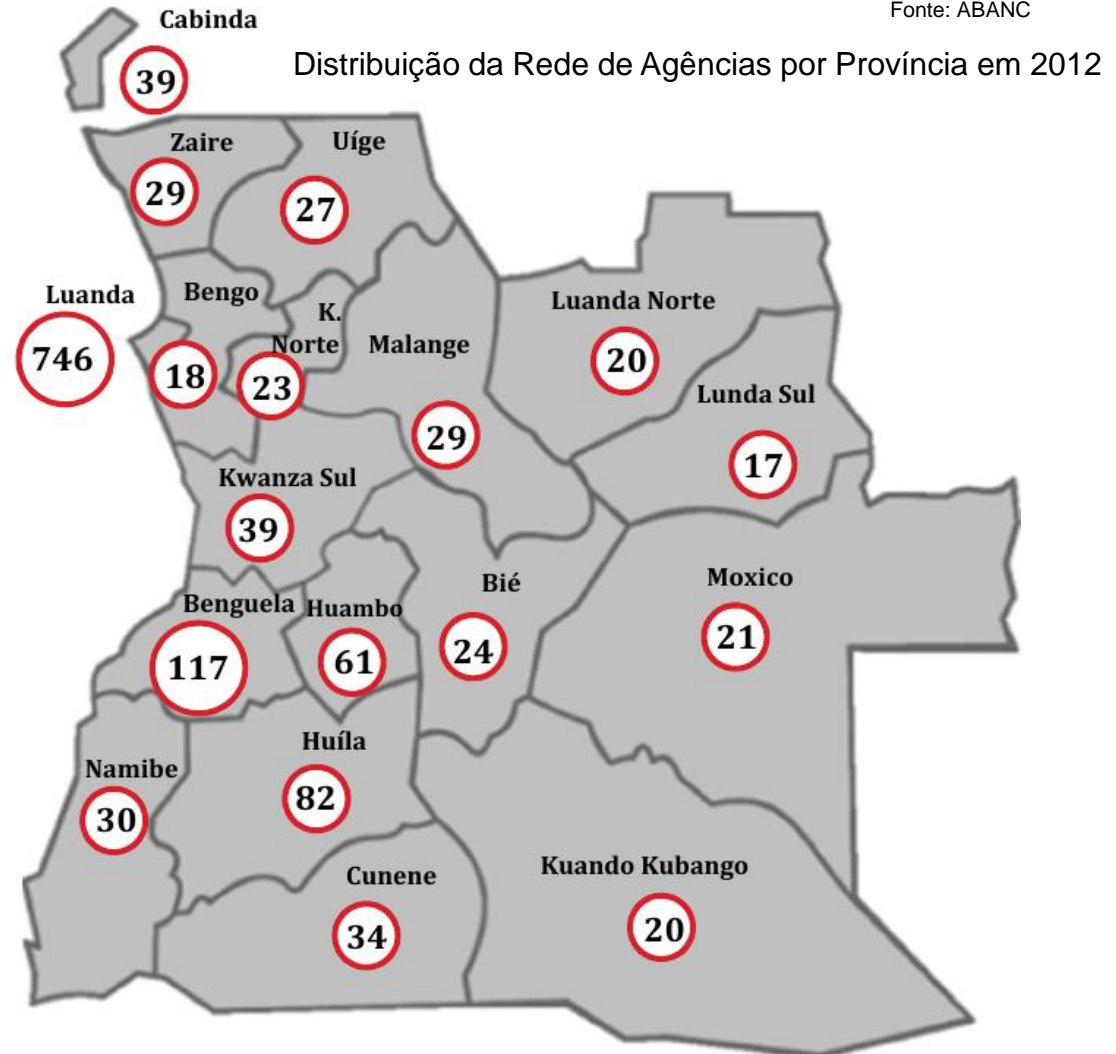 Fonte: ABANC
Cabinda
39
Distribuição da Rede de Agências por Província em 2012
Zaire
29
Uíge
27
Luanda
746
Bengo
18
K.
Norte
23
Malange
29
Luanda Norte
20
Lunda Sul
17
Kwanza Sul
39
Benguela
117
Huambo
61
Bié
24
Moxico
21
Namibe
30
Huíla
82
Cunene
34
Kuando Kubango
20